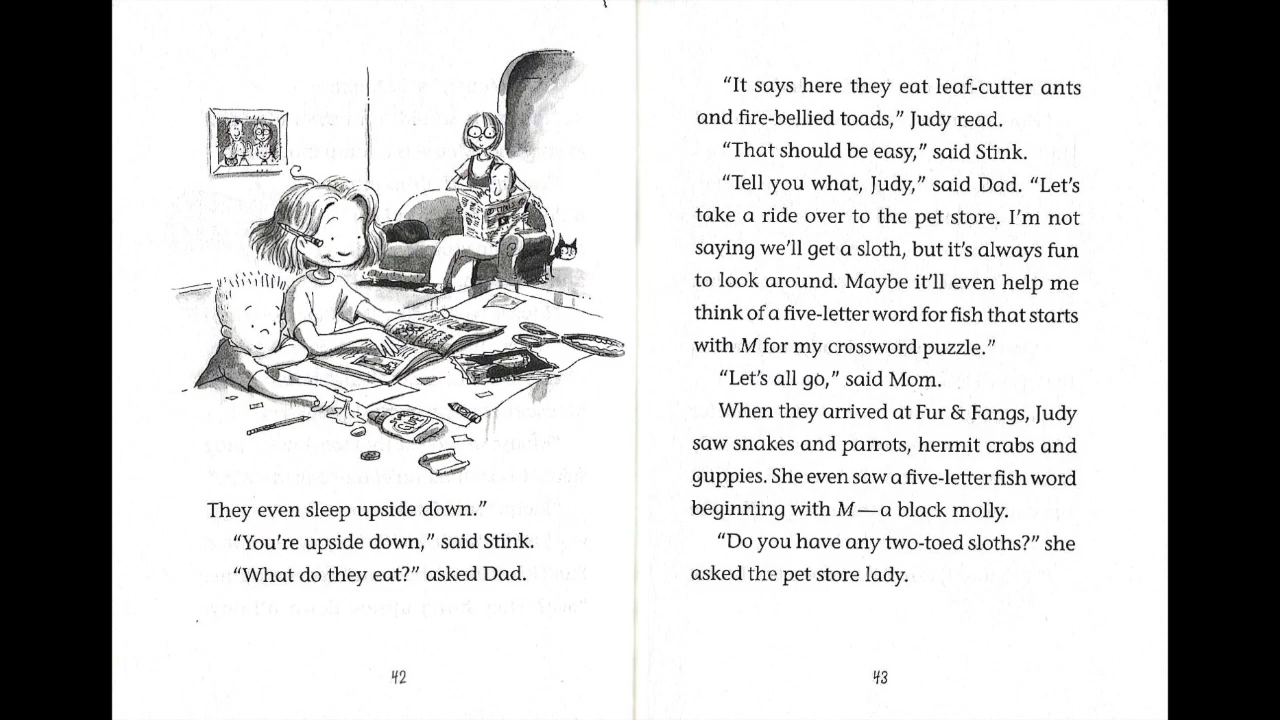 They even sleep upside down.”
“You’re upside down,” said Stink.
“What do they eat?” asked Dad.
42
“It says here they eat leaf-cutter ants
and fire-bellied toads,” Judy read.
“That should be easy,” said Stink.
“Tell you what, Judy,” said Dad. “Let’s
take a ride over to the pet store. I’m not
saying we’ll get a sloth, but it’s always fun
to look around. Maybe it’ll even help me
think of a five-letter word for fish that starts
with M for my crossword puzzle.”
“Let’s all go,” said Mom.
When they arrived at Fur & Fangs, Judy
saw snakes and parrots, hermit crabs and
guppies. She even saw a five-letter fish word
beginning with M—a black molly.
“Do you have any two-toed sloths?” she
asked the pet store lady.
43